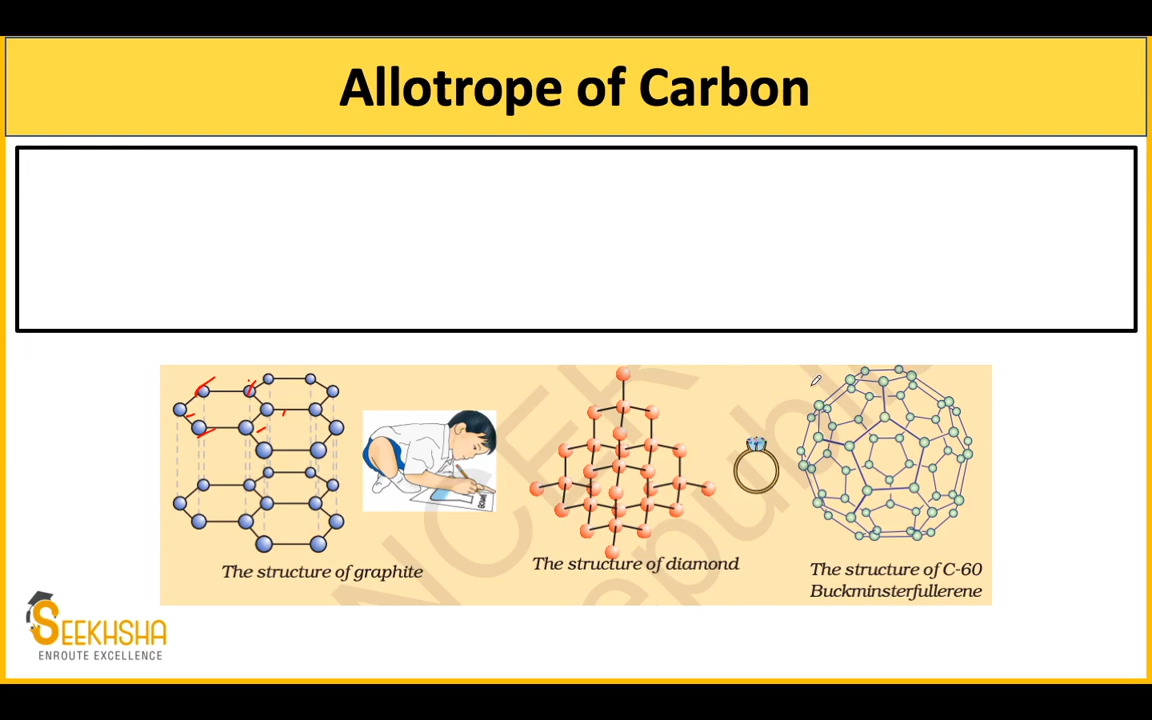 Allotrope of Carbon
The structure of graphite
The structure of diamond
The structure of C-60
Buckminsterfullerene
SEEKHSHA
ENROUTE EXCELLENCE